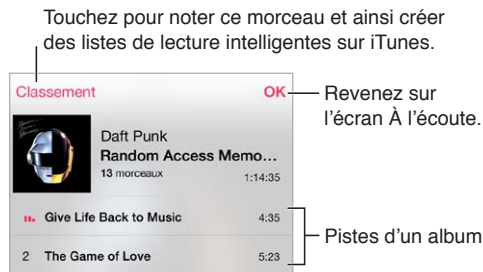 Touchez pour noter ce morceau et ainsi créer
des listes de lecture intelligentes sur iTunes.
Classement
OK
Revenez sur
l'écran À l'écoute.
Daft Punk
Random Access Memo...
13 morceaux
1:14:35
Give Life Back to Music
4:35
Pistes d'un album
2 The Game of Love
5:23